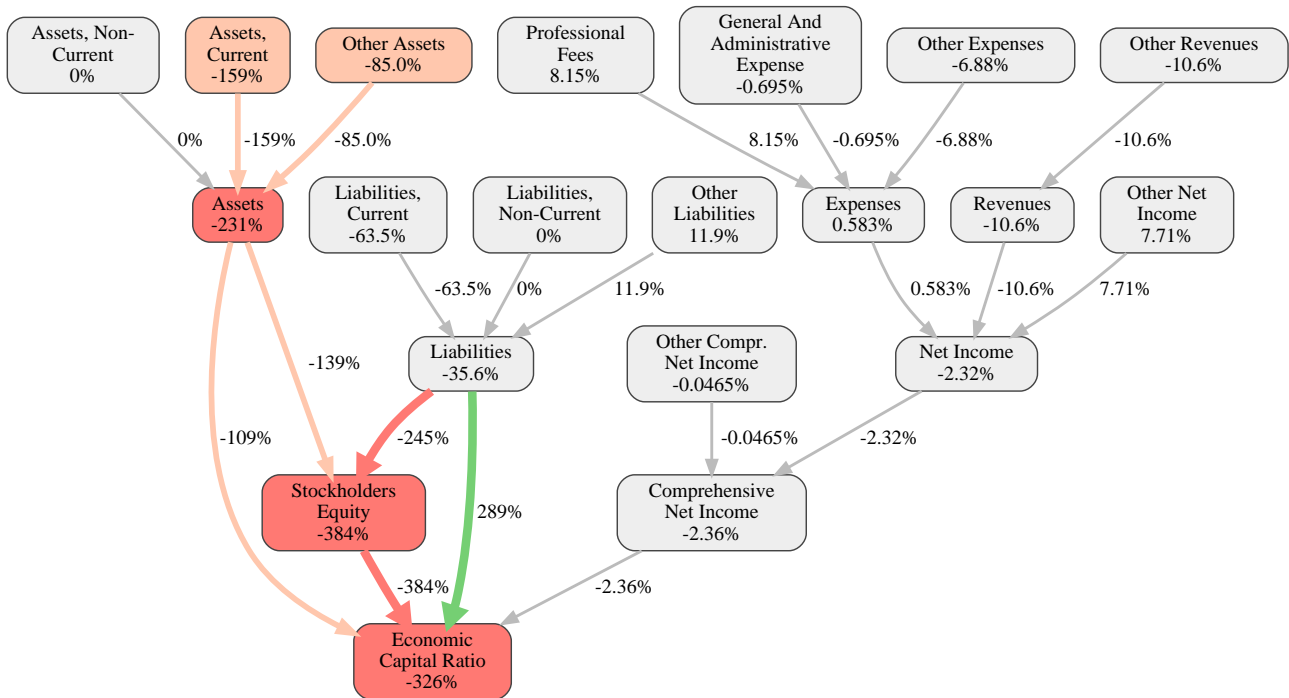 Assets, Non-
Current
0%
Assets,
Current
-159%
Other Assets
-85.0%
Professional
Fees
8.15%
General And
Administrative
Expense
-0.695%
Other Expenses
-6.88%
Other Revenues
-10.6%
0%
-159%
-85.0%
8.15%
-0.695%
-6.88%
-10.6%
Assets
-231%
Liabilities,
Current
-63.5%
Liabilities,
Non-Current
0%
Other
Liabilities
11.9%
Expenses
0.583%
Revenues
-10.6%
Other Net
Income
7.71%
-63.5%
0%
11.9%
0.583%
-10.6%
7.71%
-139%
Liabilities
-35.6%
Other Compr.
Net Income
-0.0465%
Net Income
-2.32%
-109%
-245%
-0.0465%
-2.32%
Stockholders
Equity
-384%
289%
Comprehensive
Net Income
-2.36%
-384%
-2.36%
Economic
Capital Ratio
-326%